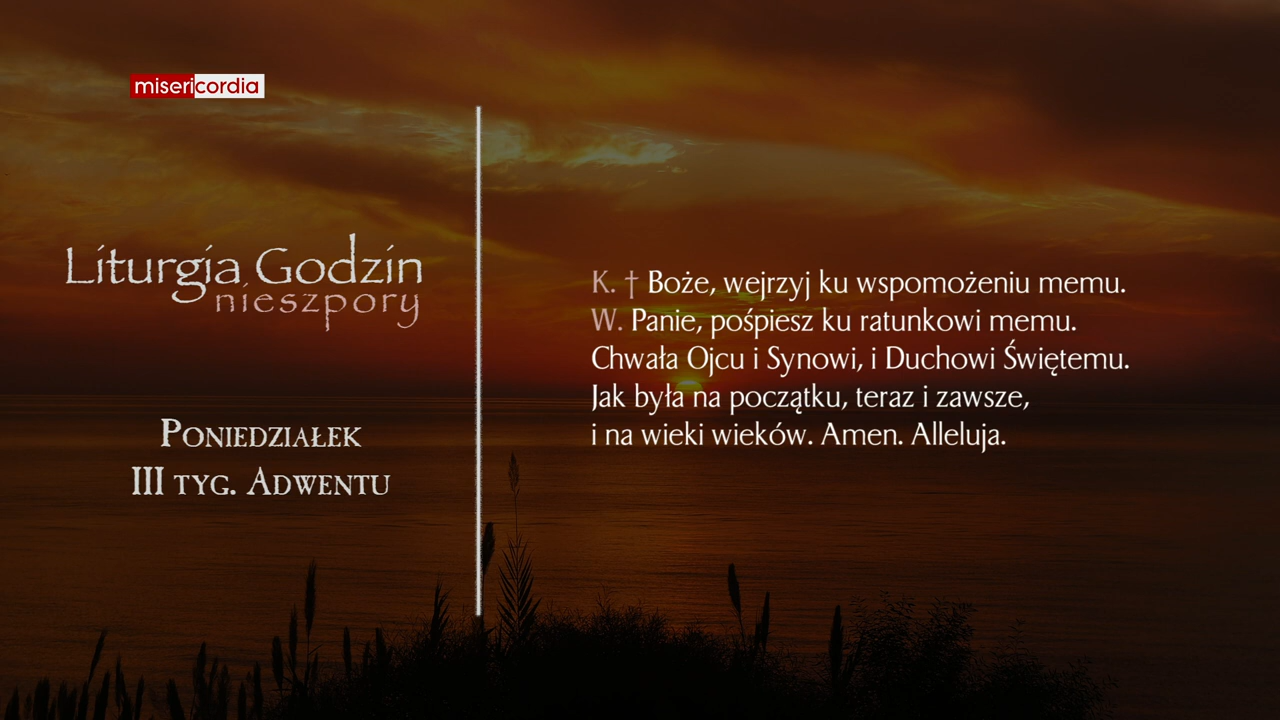 misericordia
Liturgia Godzin
nieszpory
Poniedziałek
III tyg. Adwentu
K. † Boże, wejrzyj ku wspomożeniu memu.
W. Panie, pośpiesz ku ratunkowi memu.
Chwała Ojcu i Synowi, i Duchowi Świętemu.
Jak była na początku, teraz i zawsze,
i na wieki wieków. Amen. Alleluja.